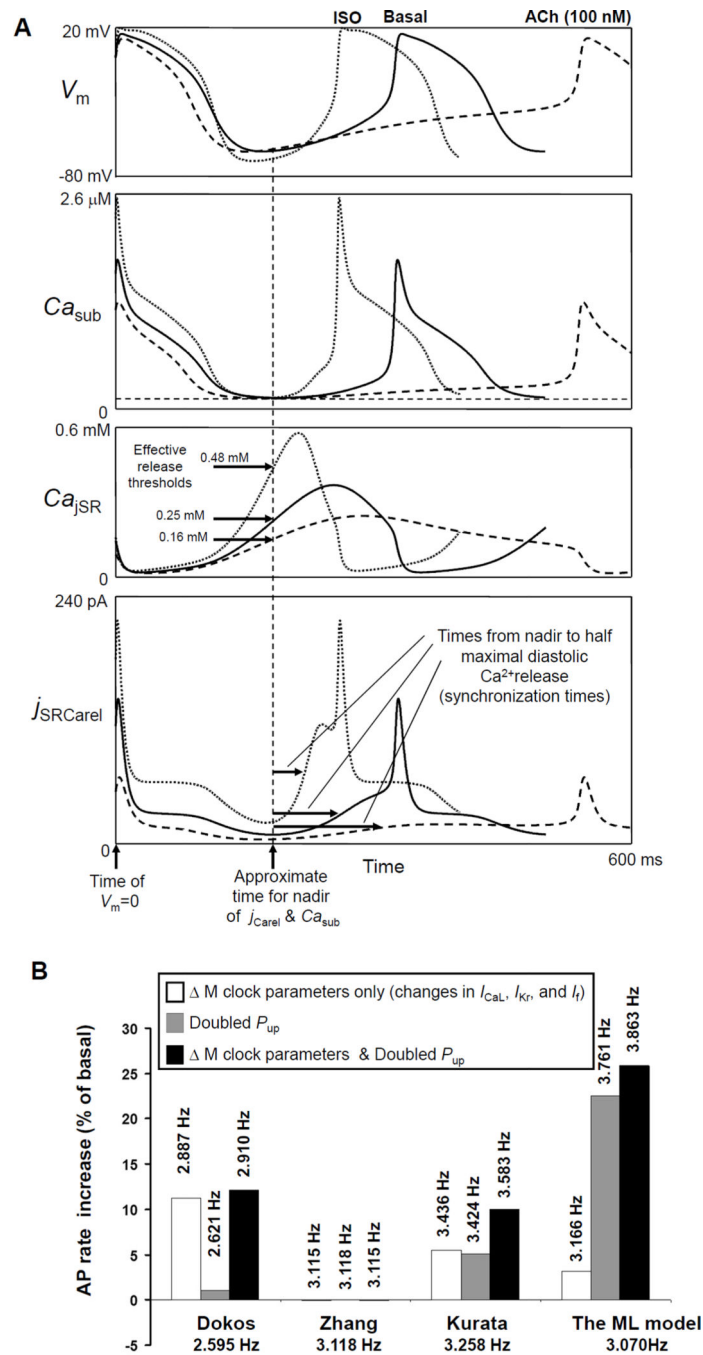 A
ISO
Basal
ACh (100 nM)
20 mV
Vm
-80 mV
2.6 µM
Casub
0
0.6 mM
Effective
release
thresholds
0.48 mM
CajSR
0.25 mM
0.16 mM
0
240 pA
Times from nadir to half
maximal diastolic
Ca2+release
(synchronization times)
jSRCarel
0
Time
600 ms
Time of
Vm=0
Approximate
time for nadir
of jCarel & Casub
B
Δ M clock parameters only (changes in ICaL, IKr, and If)
Doubled Pup
Δ M clock parameters & Doubled Pup
AP rate increase (% of basal)
30
25
20
15
10
5
0
-5
2.887 Hz
2.621 Hz
2.910 Hz
3.115 Hz
3.118 Hz
3.115 Hz
3.436 Hz
3.424 Hz
3.583 Hz
3.166 Hz
3.761 Hz
3.863 Hz
Dokos
Zhang
Kurata
The ML model
2.595 Hz
3.118 Hz
3.258 Hz
3.070Hz